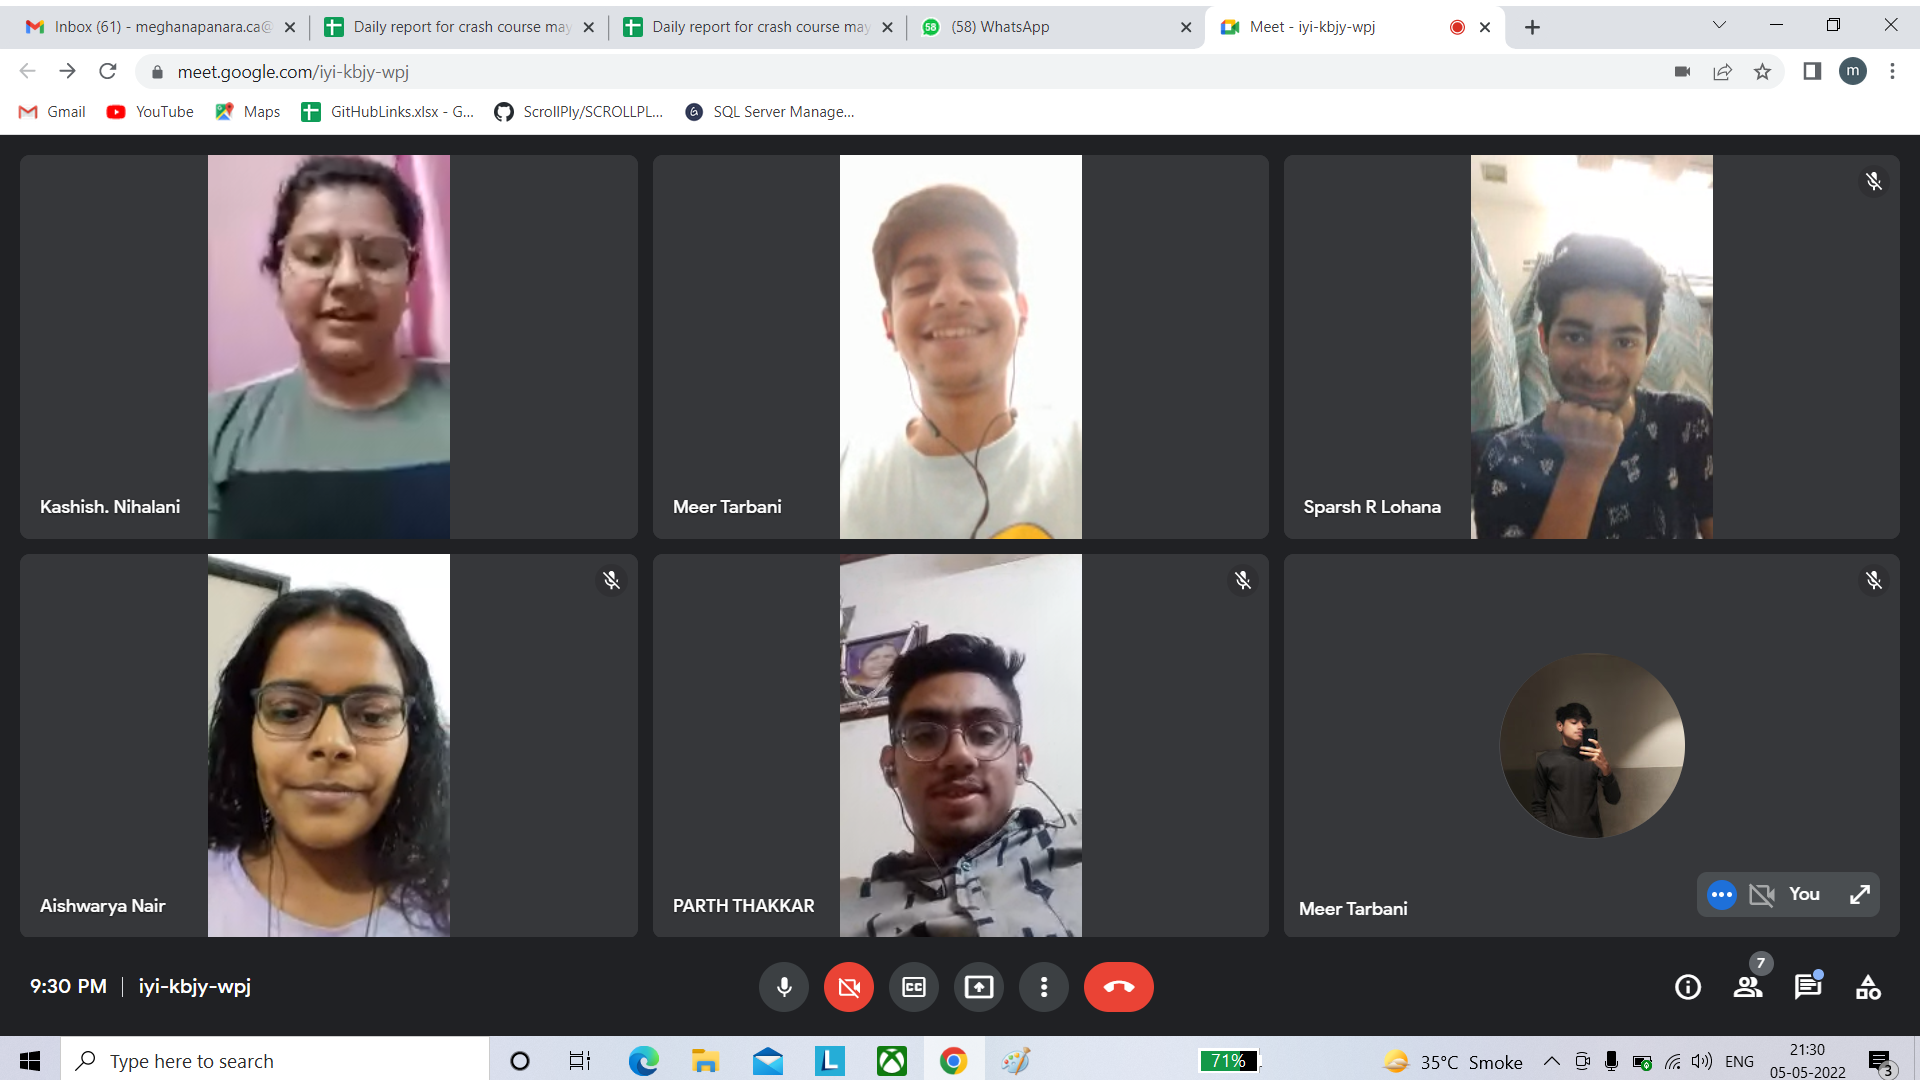 Inbox (61) - meghanapanara.ca@
Daily report for crash course may
Daily report for crash course may
58
(58) WhatsApp
Meet - iyi-kbjy-wpj
meet.google.com/iyi-kbjy-wpj
m
Gmail
YouTube
Maps
GitHubLinks.xlsx - G...
ScrollPly/SCROLLPL...
SQL Server Manage...
Kashish. Nihalani
Meer Tarbani
Sparsh R Lohana
Aishwarya Nair
PARTH THAKKAR
Meer Tarbani
You
9:30 PM
iyi-kbjy-wpj
CC
7
Type here to search
L
71%
35°C Smoke
ENG
21:30
05-05-2022
3